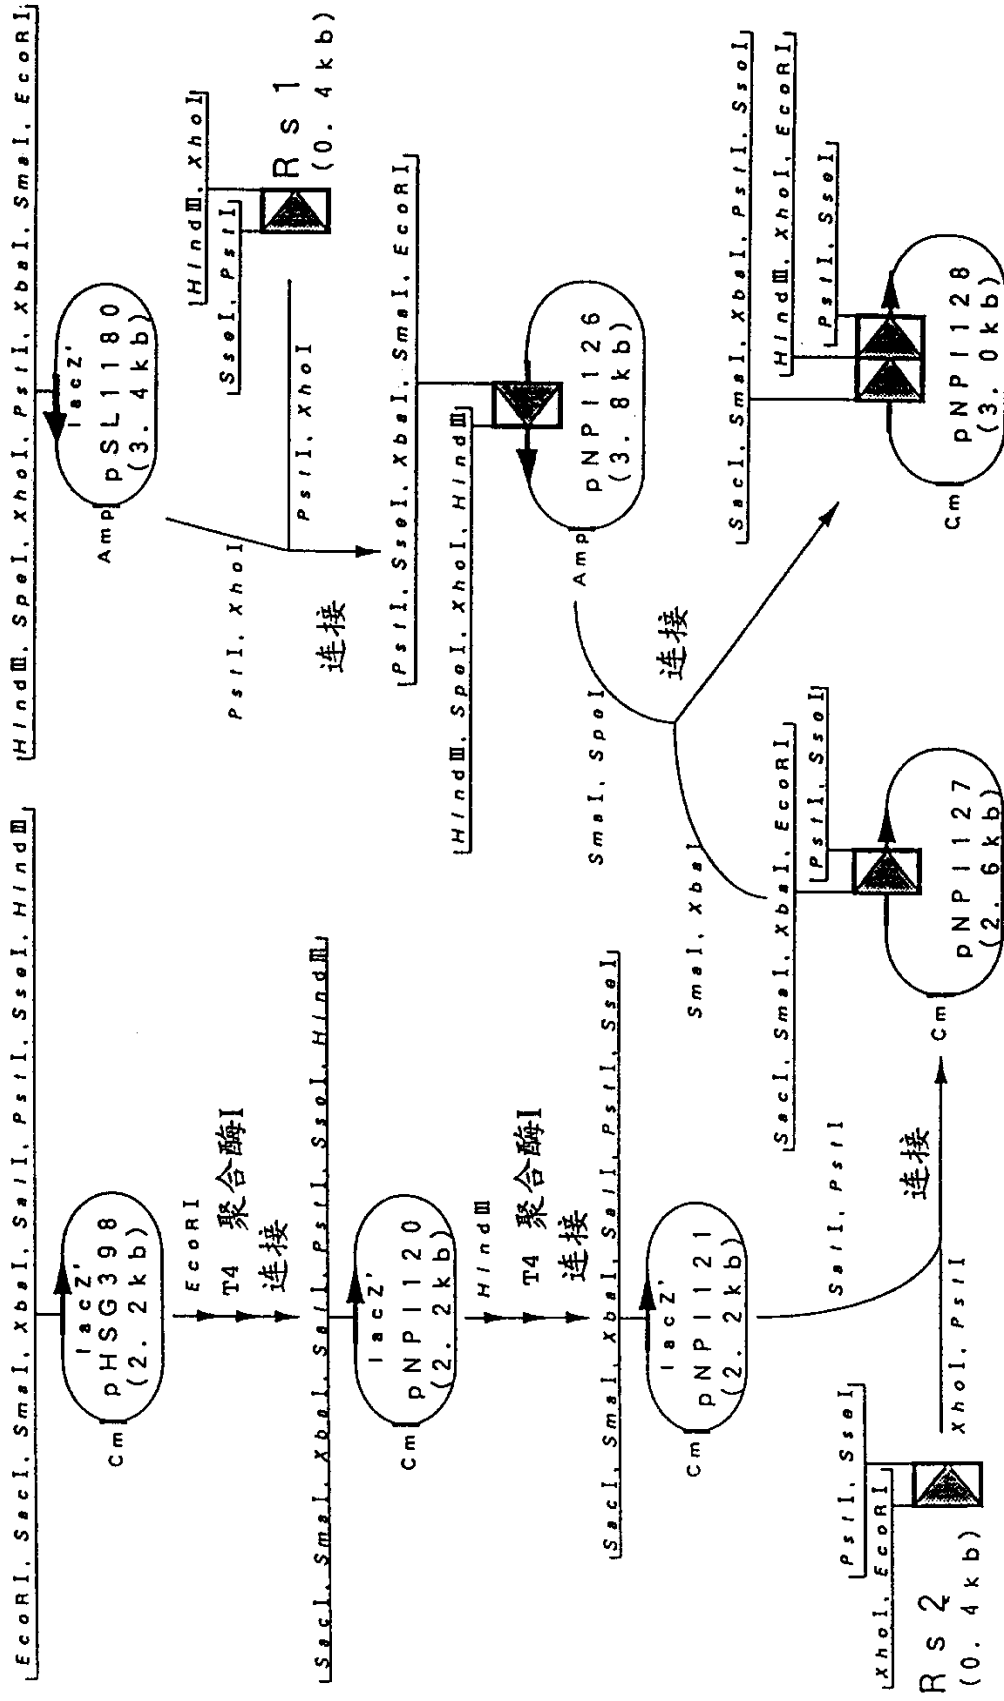 EcoRI, SacI, SmaI, XbaI, SalI, PstI, SseI, HindⅢ
lacZ'
pHSG398
(2. 2kb)
Cm
EcoRI
T4 聚合酶I
连接
SacI, SmaI, XbaI, SalI, PstI, SseI, HindⅢ
lacZ'
pNPI120
(2. 2kb)
Cm
HindⅢ
T4 聚合酶I
连接
SacI, SmaI, XbaI, SalI, PstI, SseI
lacZ'
pNPI121
(2. 2kb)
Cm
SalI, PstI
连接
PstI, SseI
XhoI, EcoRI
Rs2
(0. 4kb)
XhoI, PstI
HindⅢ, SpeI, XhoI, PstI, XbaI, SmaI, EcoRI
lacZ'
pSL1180
(3. 4kb)
Amp
HindⅢ, XhoI
SseI, PstI
Rs1
(0. 4kb)
PstI, XhoI
PstI, XhoI
连接
PstI, SseI, XbaI, SmaI, EcoRI
HindⅢ, SpeI, XhoI, HindⅢ
pNPI126
(3. 8kb)
Amp
SmaI, SpeI
连接
SmaI, XbaI
SacI, SmaI, XbaI, EcoRI
PstI, SseI
pNPI127
(2. 6kb)
Cm
SacI, SmaI, XbaI, PstI, SseI
HindⅢ, XhoI, EcoRI
PstI, SseI
pNPI128
(3. 0kb)
Cm